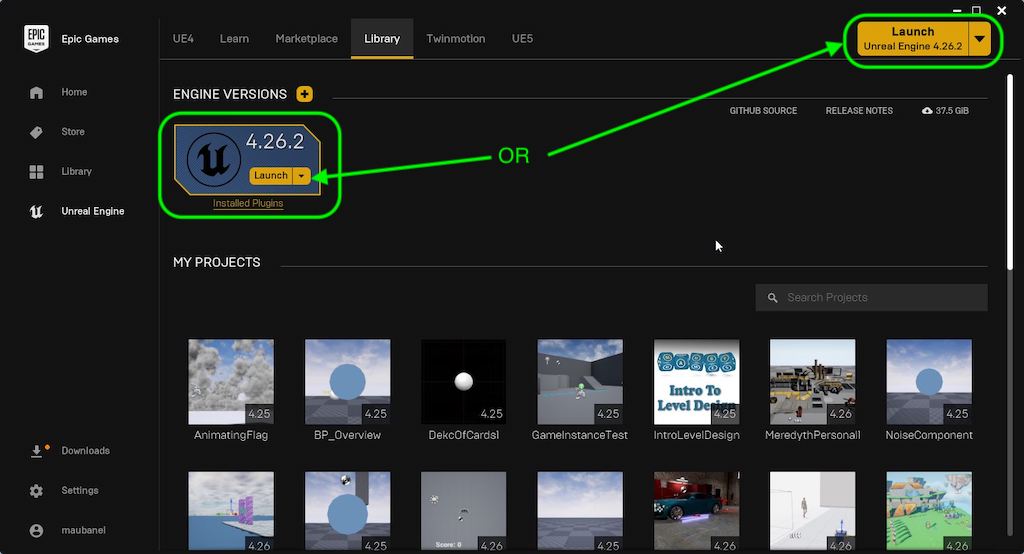 EPIC
GAMES
Epic Games
UE4
Learn
Marketplace
Library
Twinmotion
UE5
Launch
Unreal Engine 4.26.2
Home
Store
Library
Unreal Engine
ENGINE VERSIONS
GITHUB SOURCE
RELEASE NOTES
37.5 GIB
4.26.2
Launch
Installed Plugins
OR
MY PROJECTS
Search Projects
4.25
4.25
4.25
4.26
4.25
4.26
4.25
Intro To
Level Design
AnimatingFlag
BP_Overview
DekcOfCards1
GameInstanceTest
IntroLevelDesign
MeredythPersonal1
NoiseComponent
Downloads
Settings
maubanel
Score: 0
4.26
4.25
4.26
4.25
4.26
4.26
4.26